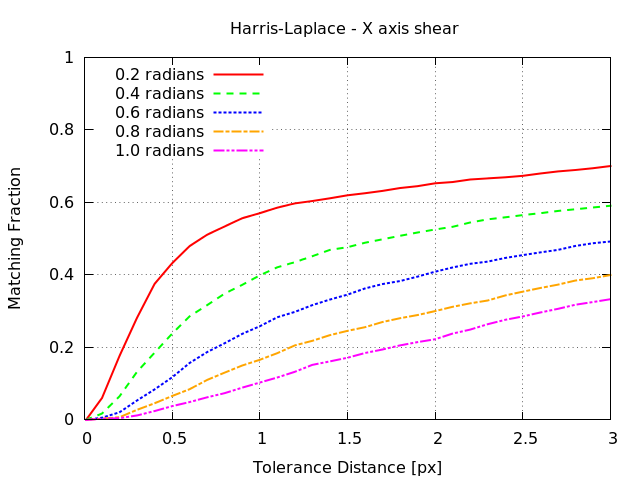 Harris-Laplace - X axis shear
1
0.8
0.6
0.4
0.2
0
0.2 radians
0.4 radians
0.6 radians
0.8 radians
1.0 radians
Matching Fraction
0
0.5
1
1.5
2
2.5
3
Tolerance Distance [px]